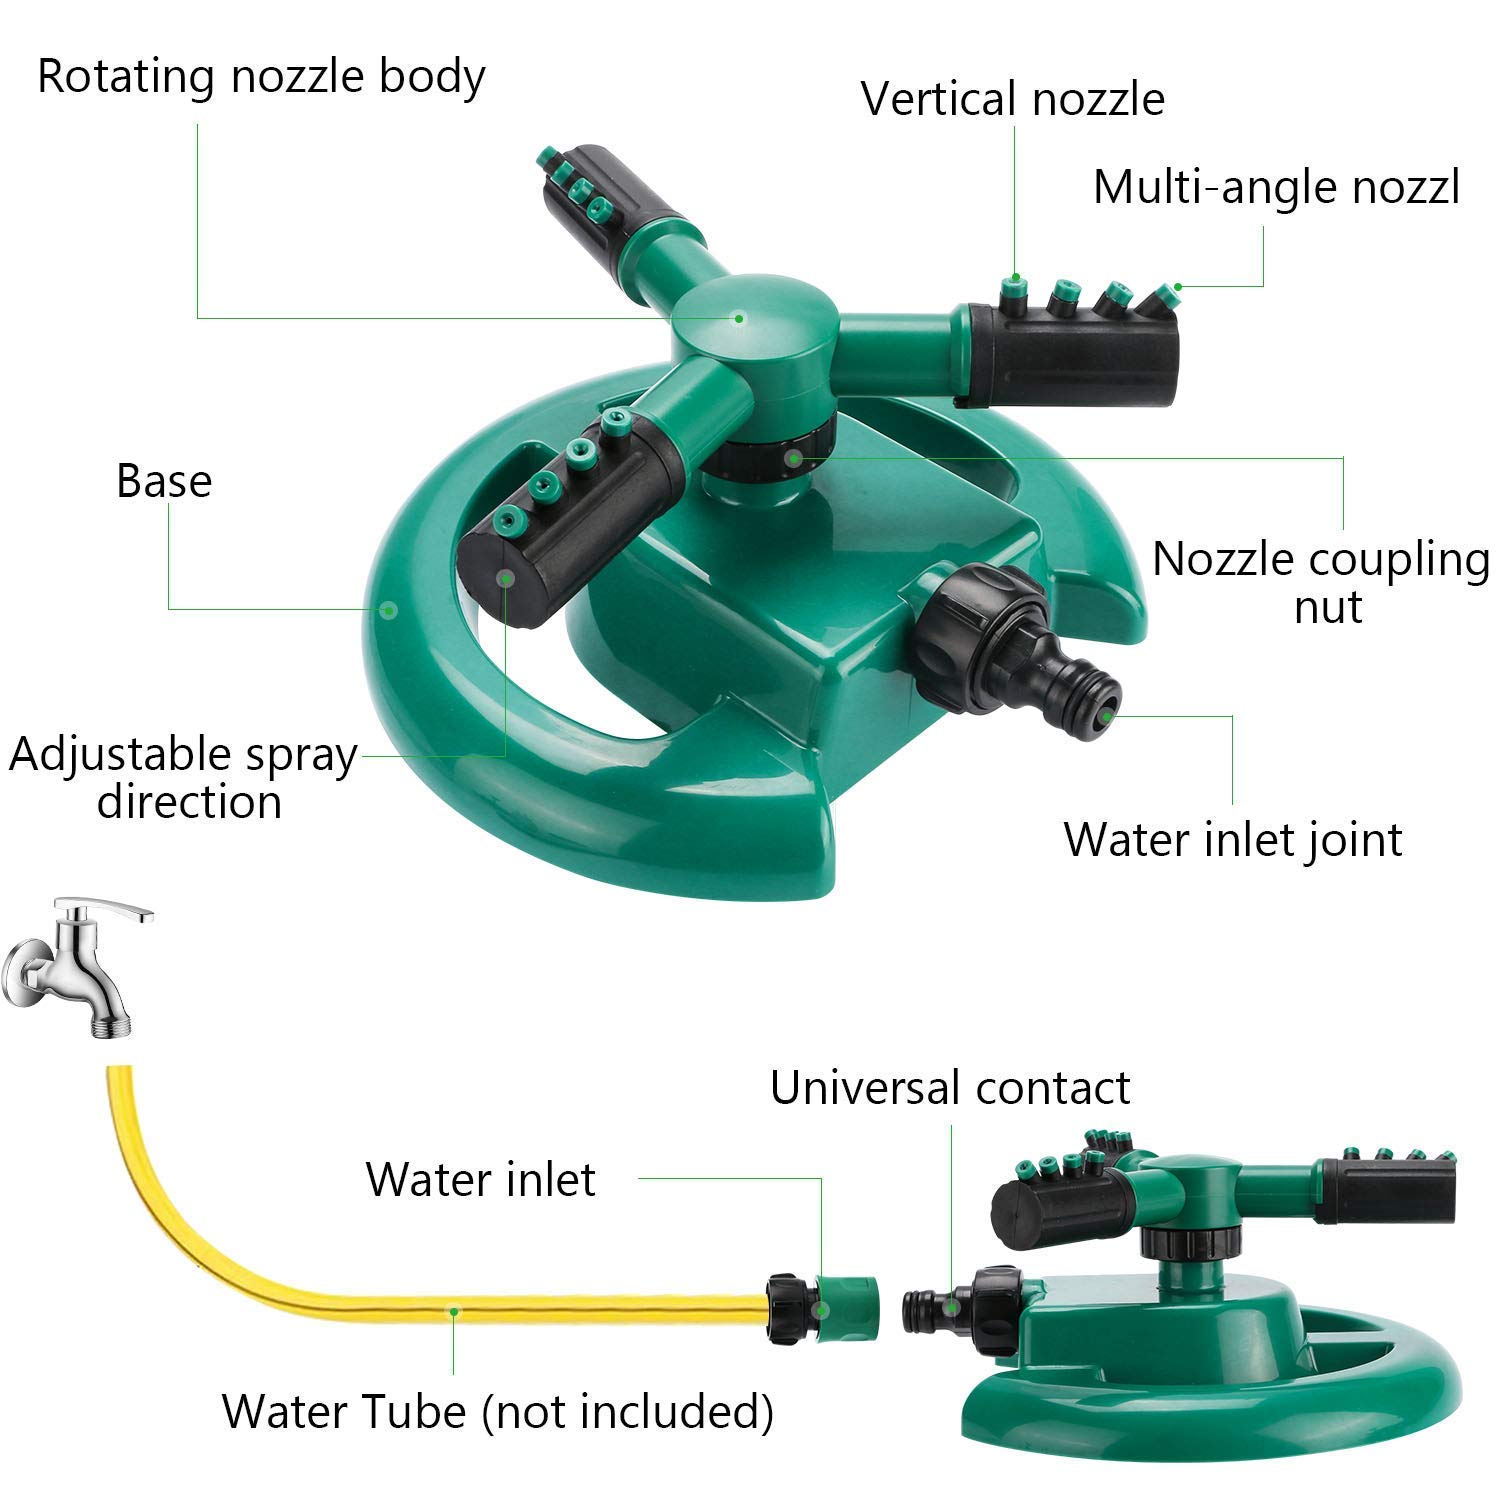 Rotating nozzle body
Vertical nozzle
Multi-angle nozzl
Base
Nozzle coupling
nut
Adjustable spray
direction
Water inlet joint
Universal contact
Water inlet
Water Tube (not included)